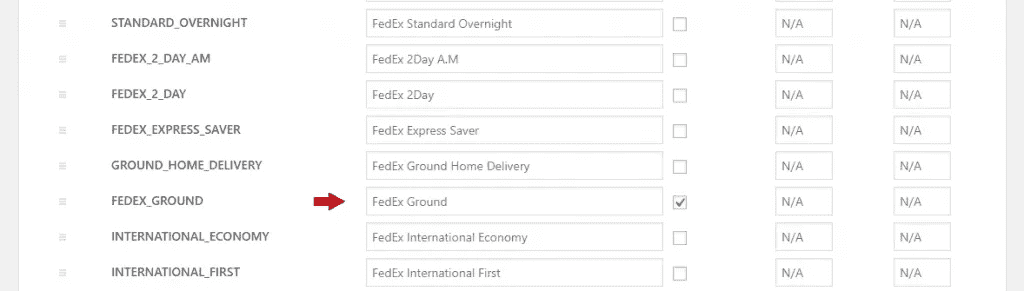 STANDARD_OVERNIGHT FedEx Standard Overnight N/A N/A
FEDEX_2_DAY_AM FedEx 2Day A.M N/A N/A
FEDEX_2_DAY FedEx 2Day N/A N/A
FEDEX_EXPRESS_SAVER FedEx Express Saver N/A N/A
GROUND_HOME_DELIVERY FedEx Ground Home Delivery N/A N/A
FEDEX_GROUND FedEx Ground N/A N/A
INTERNATIONAL_ECONOMY FedEx International Economy N/A N/A
INTERNATIONAL_FIRST FedEx International First N/A N/A